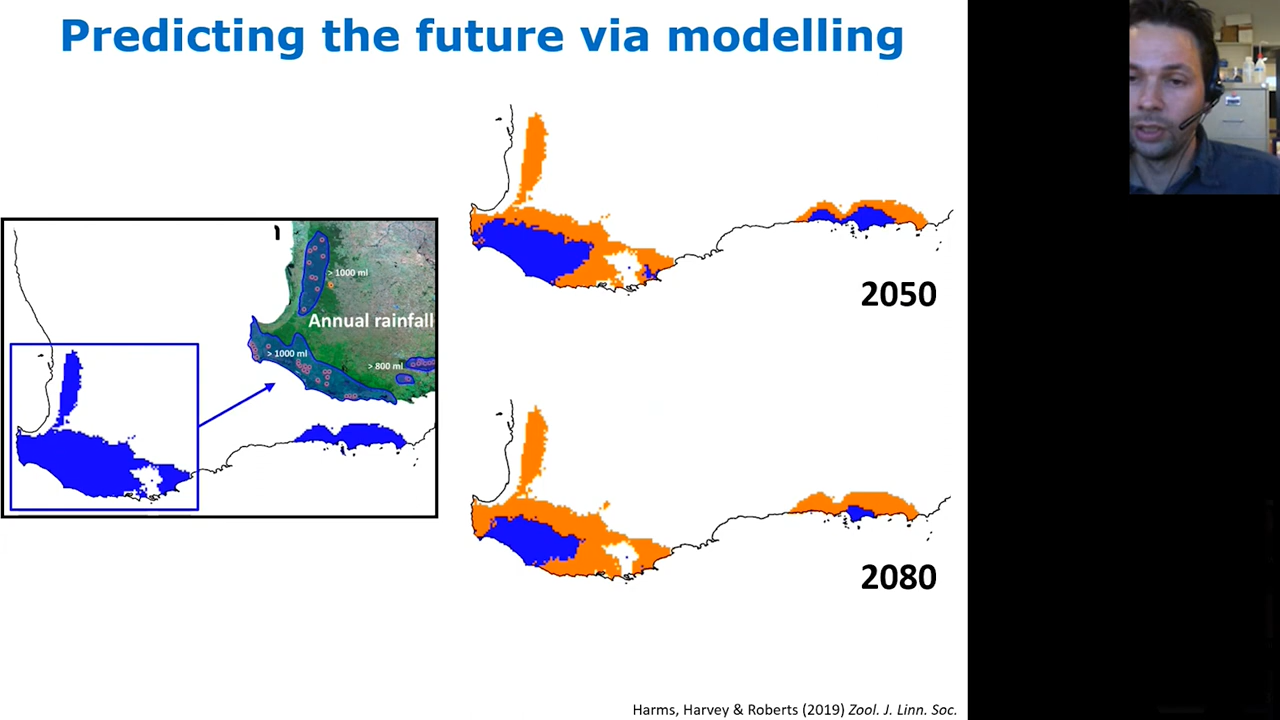 Predicting the future via modelling
> 1000 ml
Annual rainfall
> 1000 ml
> 800 ml
2050
2080
Harms, Harvey & Roberts (2019) Zool. J. Linn. Soc.